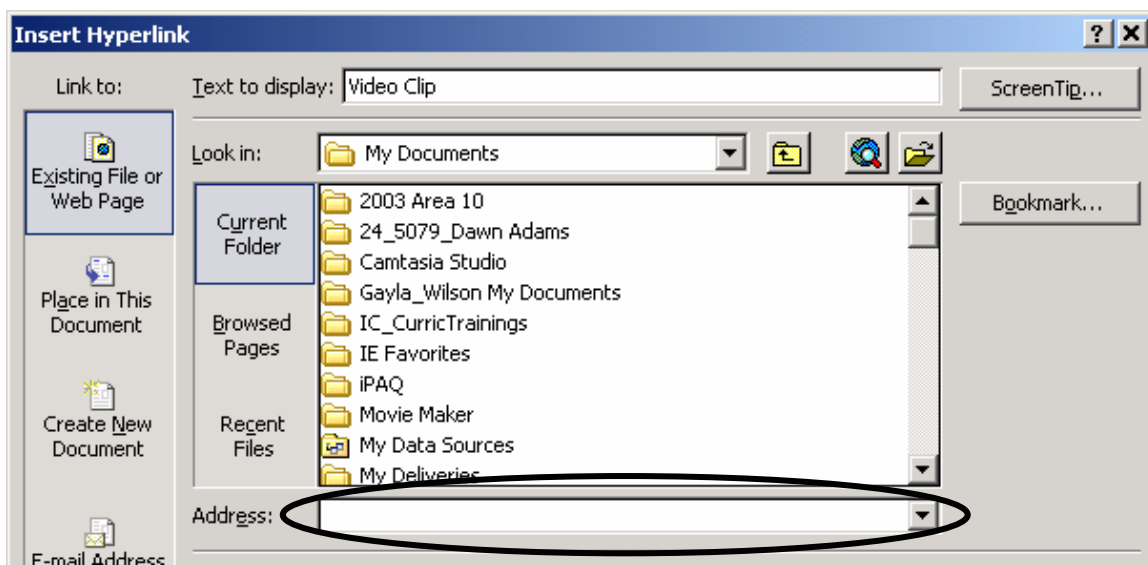 Insert Hyperlink
Link to:
Text to display: Video Clip
ScreenTip...
Existing File or
Web Page
Look in: My Documents
Bookmark...
Current
Folder
2003 Area 10
24_5079_Dawn Adams
Camtasia Studio
Gayla_Wilson My Documents
IC_CurricTrainings
IE Favorites
iPAQ
Movie Maker
My Data Sources
My Deliveries
Place in This
Document
Browsed
Pages
Create New
Document
Recent
Files
Address:
E-mail Address